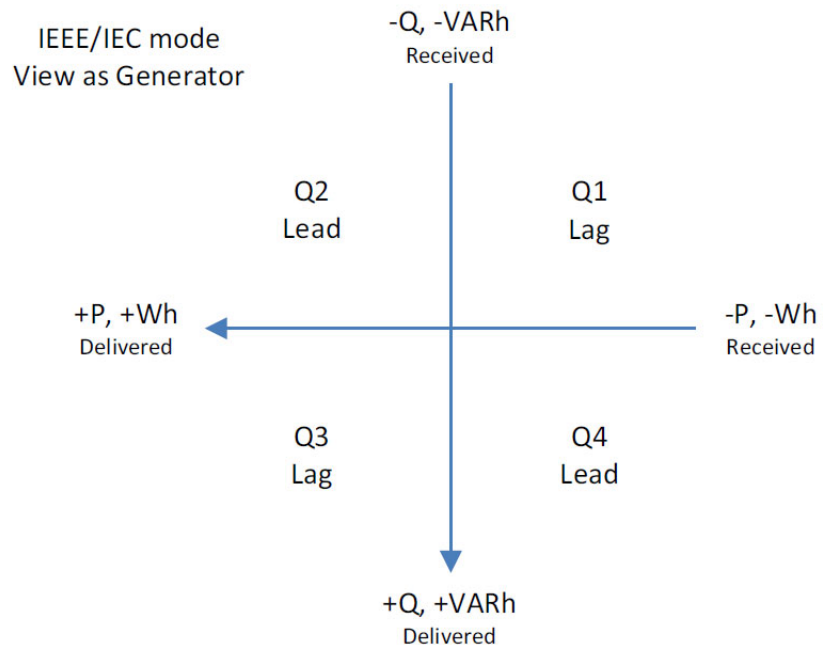 IEEE/IEC mode
View as Generator
-Q, -VARh
Received
Q2
Lead
Q1
Lag
+P, +Wh
Delivered
-P, -Wh
Received
Q3
Lag
Q4
Lead
+Q, +VARh
Delivered